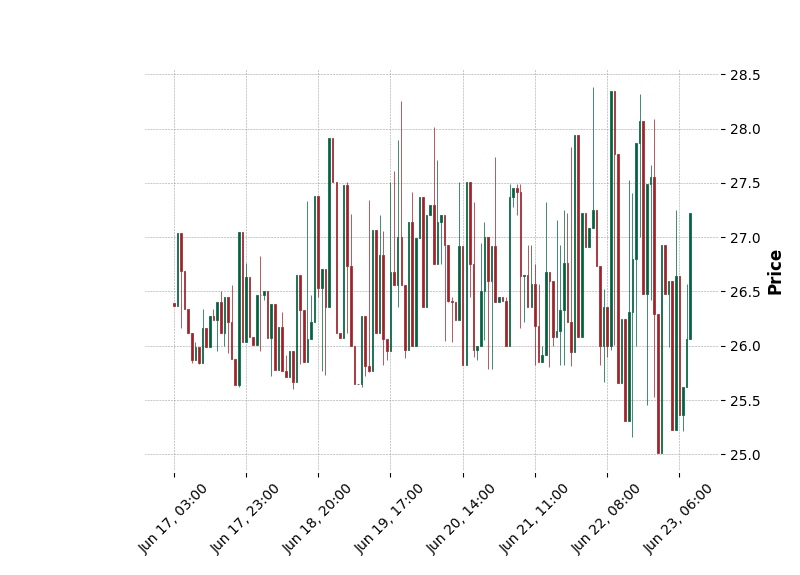 28.5
28.0
27.5
27.0
26.5
26.0
25.5
25.0
Price
Jun 17, 03:00
Jun 17, 23:00
Jun 18, 20:00
Jun 19, 17:00
Jun 20, 14:00
Jun 21, 11:00
Jun 22, 08:00
Jun 23, 06:00